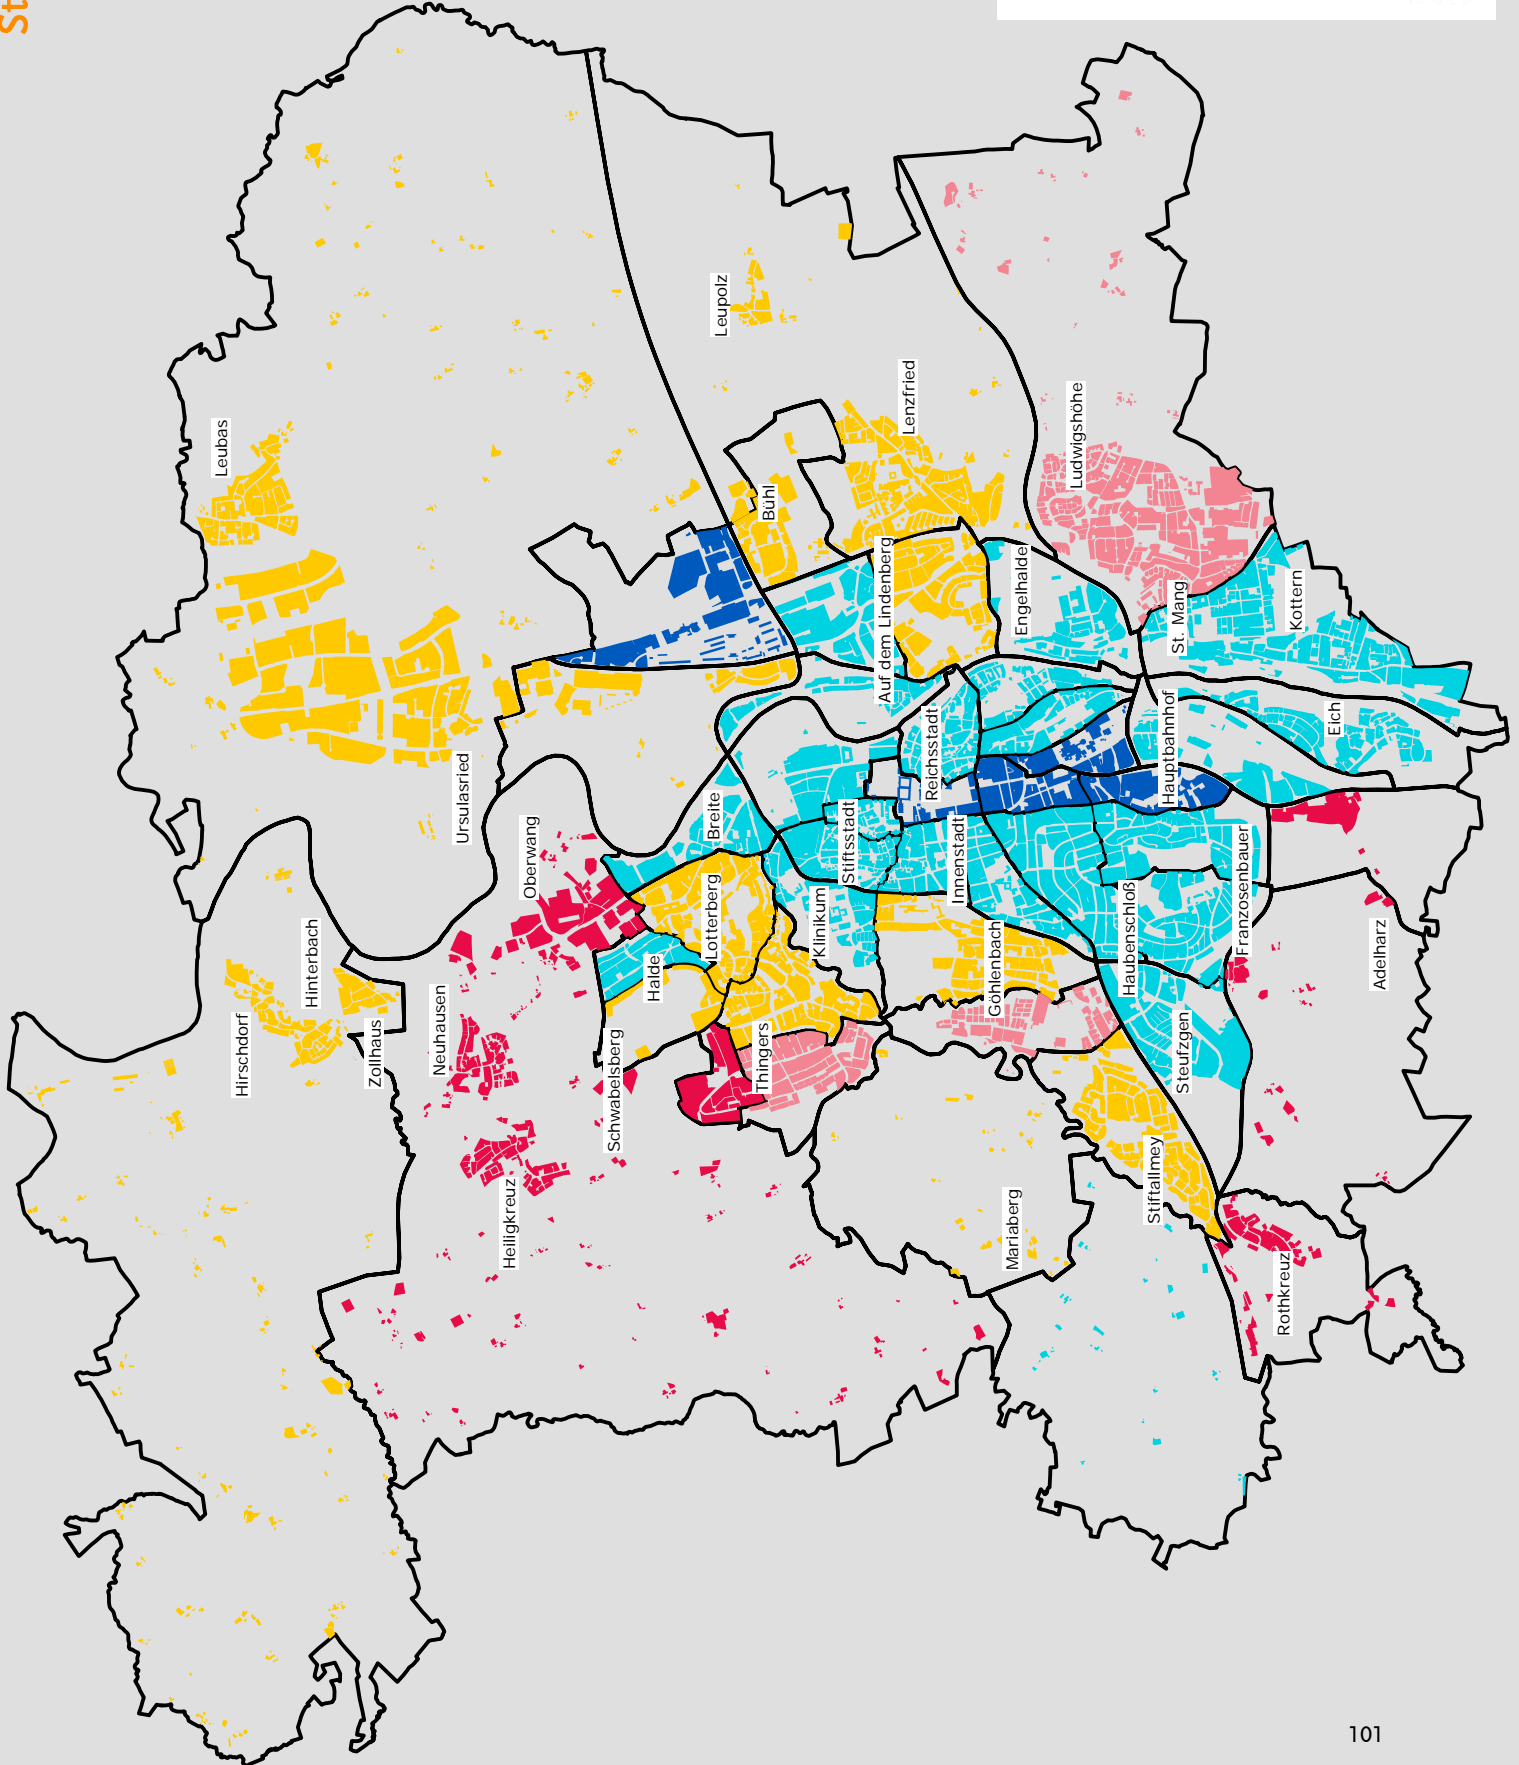 St
Leubas
Leupolz
Lenzfried
Ludwigshöhe
Bühl
Auf dem Lindenberg
Engelhalde
St. Mang
Kottern
Ursulasried
Oberwang
Breite
Reichsstadt
Hauptbahnhof
Eich
Stiftsstadt
Innenstadt
Hinterbach
Lotterberg
Klinikum
Haubenschloß
Franzosenbauer
Halde
Göhlenbach
Adelharz
Hirschdorf
Zollhaus
Neuhausen
Schwabelsberg
Thingers
Steufzgen
Heiligkreuz
Mariaberg
Stiftallmey
Rothkreuz
101